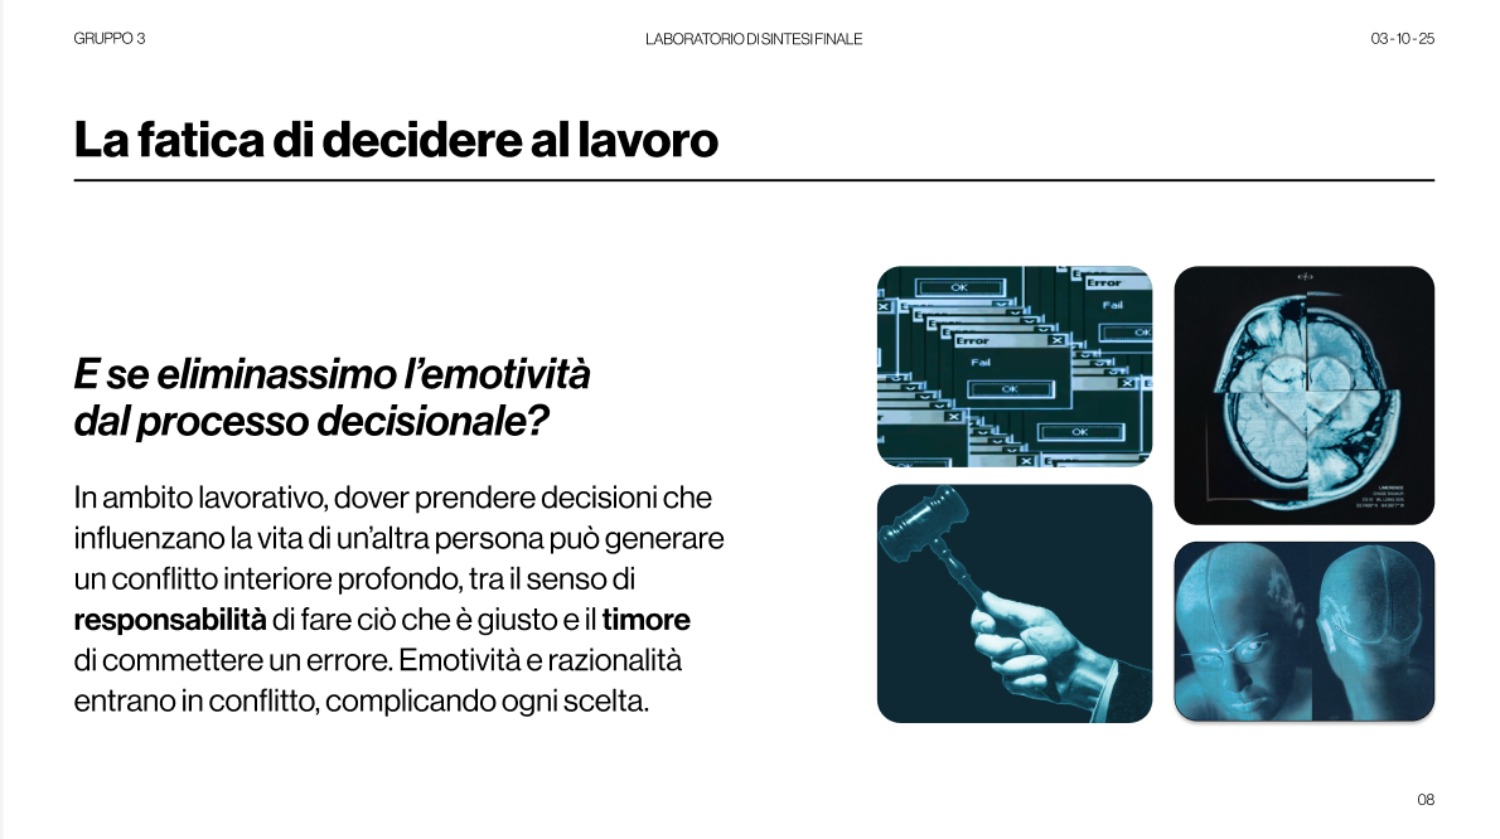 GRUPPO 3
LABORATORIO DI SINTESI FINALE
03-10-25
La fatica di decidere al lavoro
E se eliminassimo l’emotività
dal processo decisionale?
In ambito lavorativo, dover prendere decisioni che
influenzano la vita di un’altra persona può generare
un conflitto interiore profondo, tra il senso di
responsabilità di fare ciò che è giusto e il timore
di commettere un errore. Emotività e razionalità
entrano in conflitto, complicando ogni scelta.
OK
Error
Fail
OK
Error
Fail
OK
OK
LIMERENCE
08